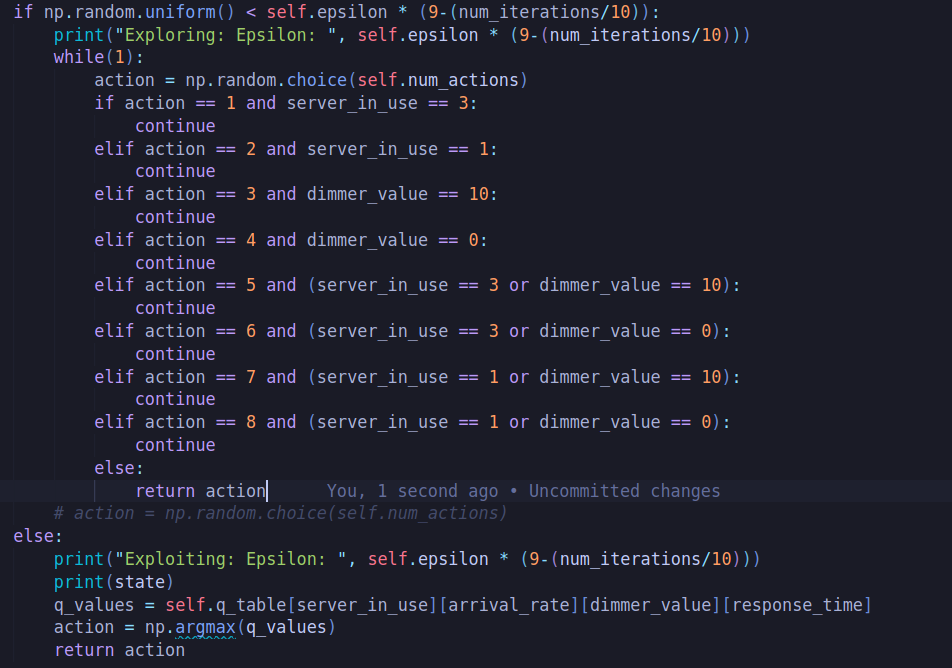 if np.random.uniform() < self.epsilon * (9-(num_iterations/10)):
    print("Exploring: Epsilon: ", self.epsilon * (9-(num_iterations/10)))
    while(1):
        action = np.random.choice(self.num_actions)
        if action == 1 and server_in_use == 3:
            continue
        elif action == 2 and server_in_use == 1:
            continue
        elif action == 3 and dimmer_value == 10:
            continue
        elif action == 4 and dimmer_value == 0:
            continue
        elif action == 5 and (server_in_use == 3 or dimmer_value == 10):
            continue
        elif action == 6 and (server_in_use == 3 or dimmer_value == 0):
            continue
        elif action == 7 and (server_in_use == 1 or dimmer_value == 10):
            continue
        elif action == 8 and (server_in_use == 1 or dimmer_value == 0):
            continue
        else:
            return action      You, 1 second ago • Uncommitted changes
    # action = np.random.choice(self.num_actions)
else:
    print("Exploiting: Epsilon: ", self.epsilon * (9-(num_iterations/10)))
    print(state)
    q_values = self.q_table[server_in_use][arrival_rate][dimmer_value][response_time]
    action = np.argmax(q_values)
    return action